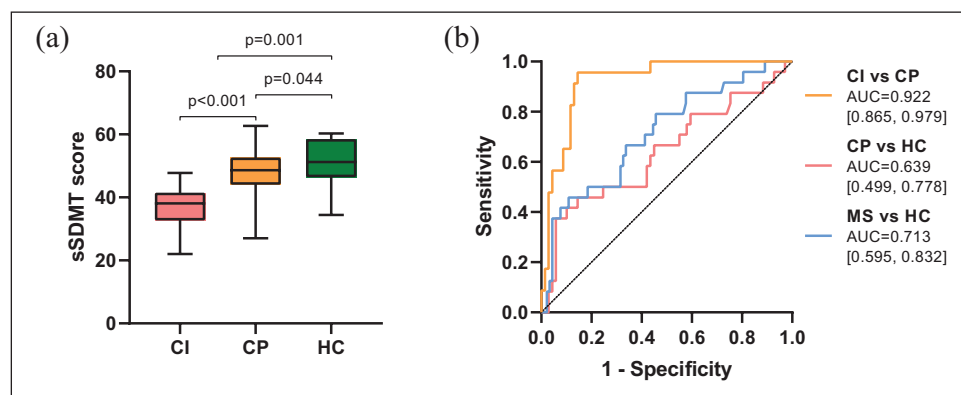 (a)
p=0.001
p=0.044
p<0.001
sSDMT score
80
60
40
20
0
CI
CP
HC
(b)
Sensitivity
1.0
0.8
0.6
0.4
0.2
0.0
0.0
0.2
0.4
0.6
0.8
1.0
1 - Specificity
CI vs CP
AUC=0.922
[0.865, 0.979]
CP vs HC
AUC=0.639
[0.499, 0.778]
MS vs HC
AUC=0.713
[0.595, 0.832]